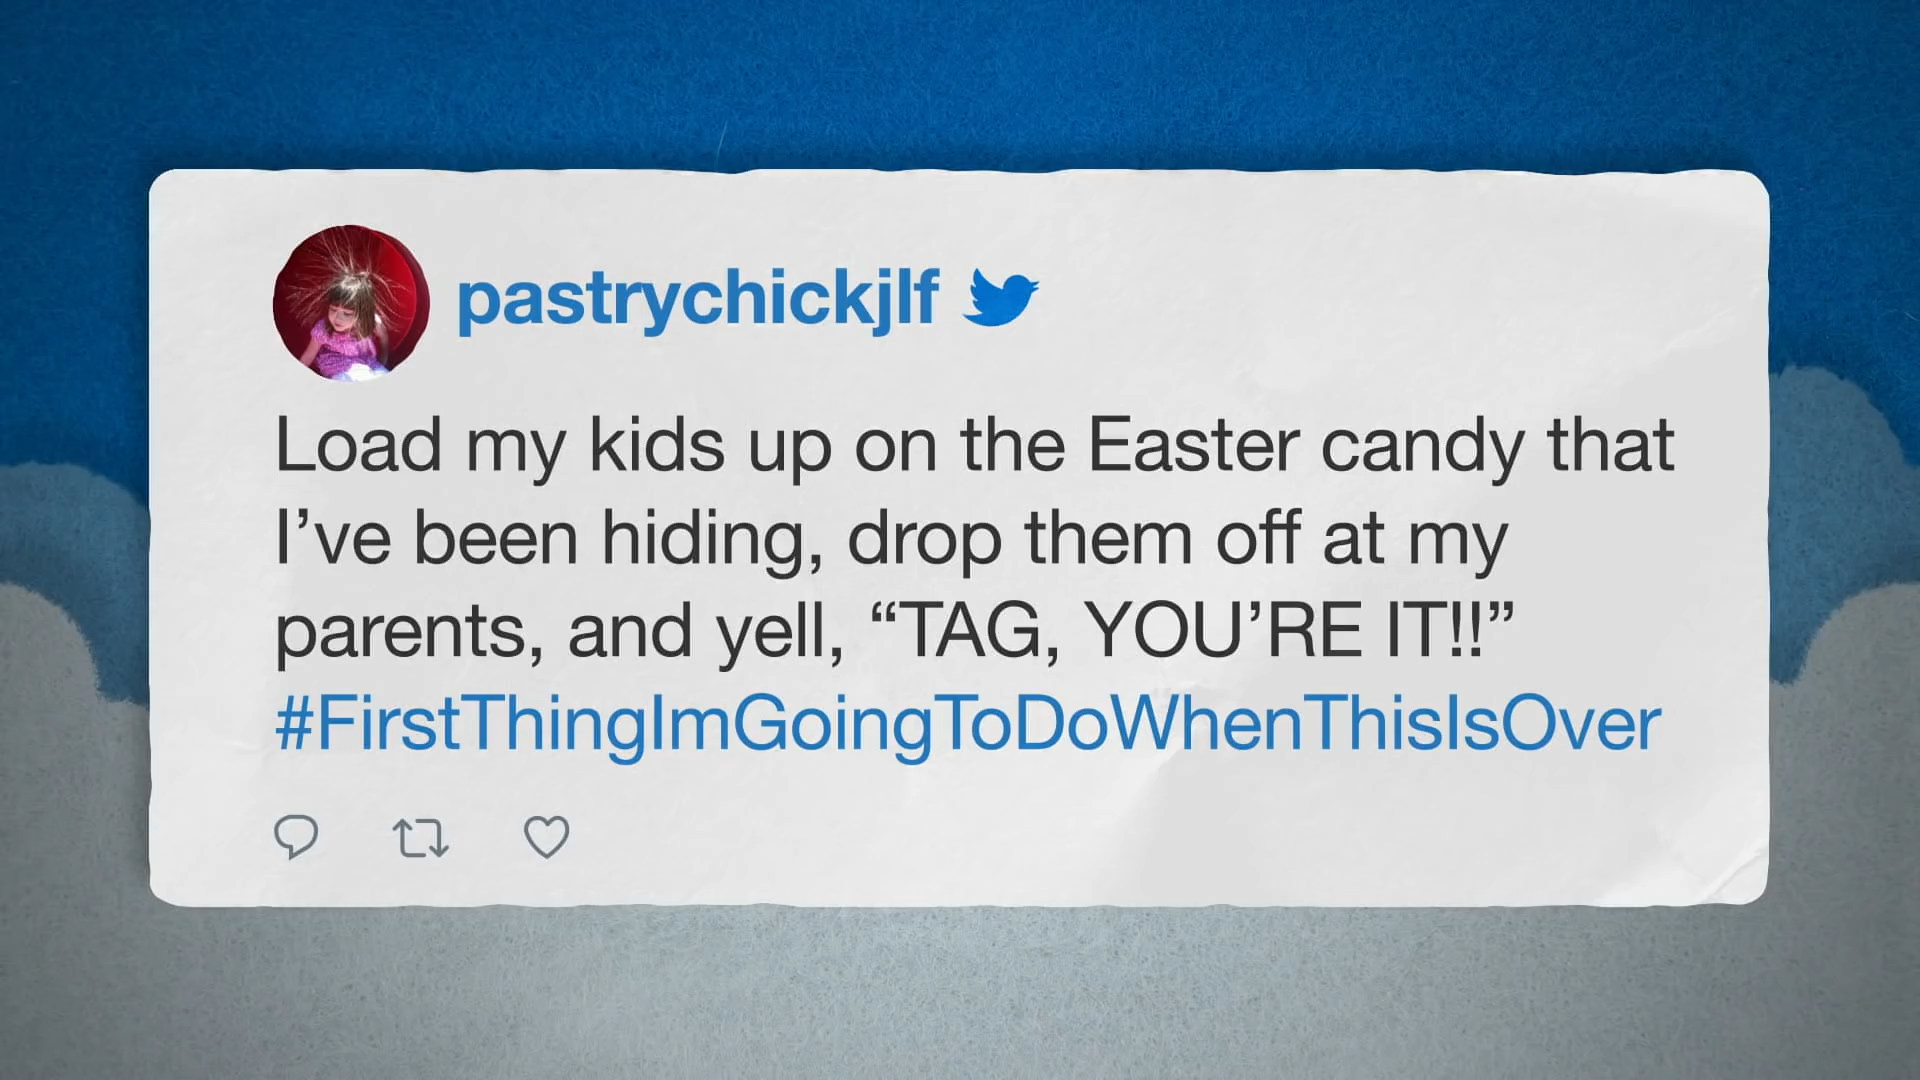 pastrychickjlf
Load my kids up on the Easter candy that
I’ve been hiding, drop them off at my
parents, and yell, “TAG, YOU’RE IT!!”
#FirstThingImGoingToDoWhenThisIsOver